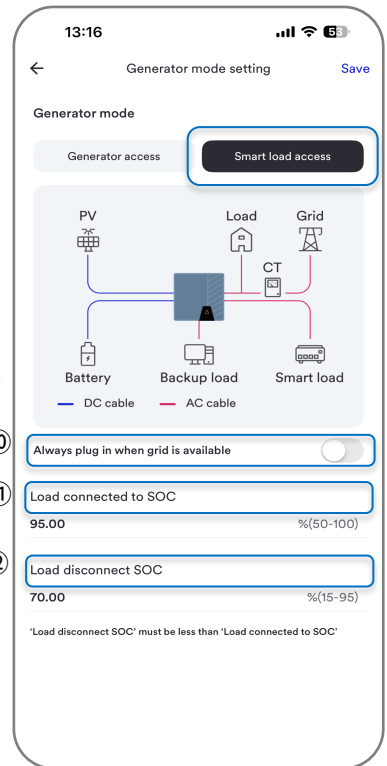 13:16
53
Generator mode setting
Save
Generator mode
Generator access
Smart load access
PV
Load
Grid
CT
Battery
Backup load
Smart load
DC cable
AC cable
Always plug in when grid is available
Load connected to SOC
95.00
%(50-100)
Load disconnect SOC
70.00
%(15-95)
‘Load disconnect SOC’ must be less than ‘Load connected to SOC’